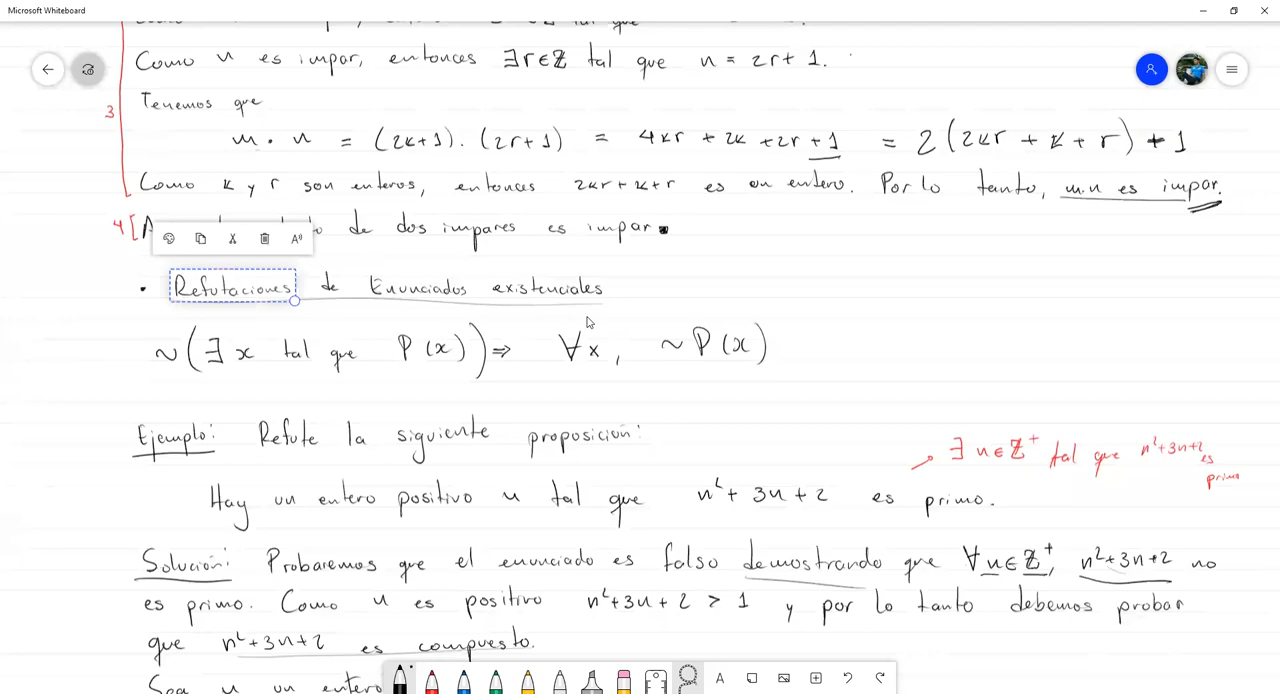 Microsoft Whiteboard
Como n es impar, entonces ∃r∈ℤ tal que n = 2r+1.
3
Tenemos que
m · n = (2k+1) · (2r+1) = 4kr + 2k + 2r + 1 = 2(2kr + k + r) + 1
Como k y r son enteros, entonces 2kr+k+r es un entero. Por lo tanto, m.n es impar.
4 [ de dos impares es impar
• Refutaciones de Enunciados existenciales
~(∃ x tal que P(x)) ⇒ ∀x, ~P(x)
Ejemplo: Refute la siguiente proposición:
→ ∃ n∈ℤ⁺ tal que n²+3n+2 es primo
Hay un entero positivo n tal que n² + 3n + 2 es primo.
Solución: Probaremos que el enunciado es falso demostrando que ∀n∈ℤ⁺, n²+3n+2 no
es primo. Como n es positivo n²+3n+2 > 1 y por lo tanto debemos probar
que n²+3n+2 es compuesto.
Sea n un entero
A